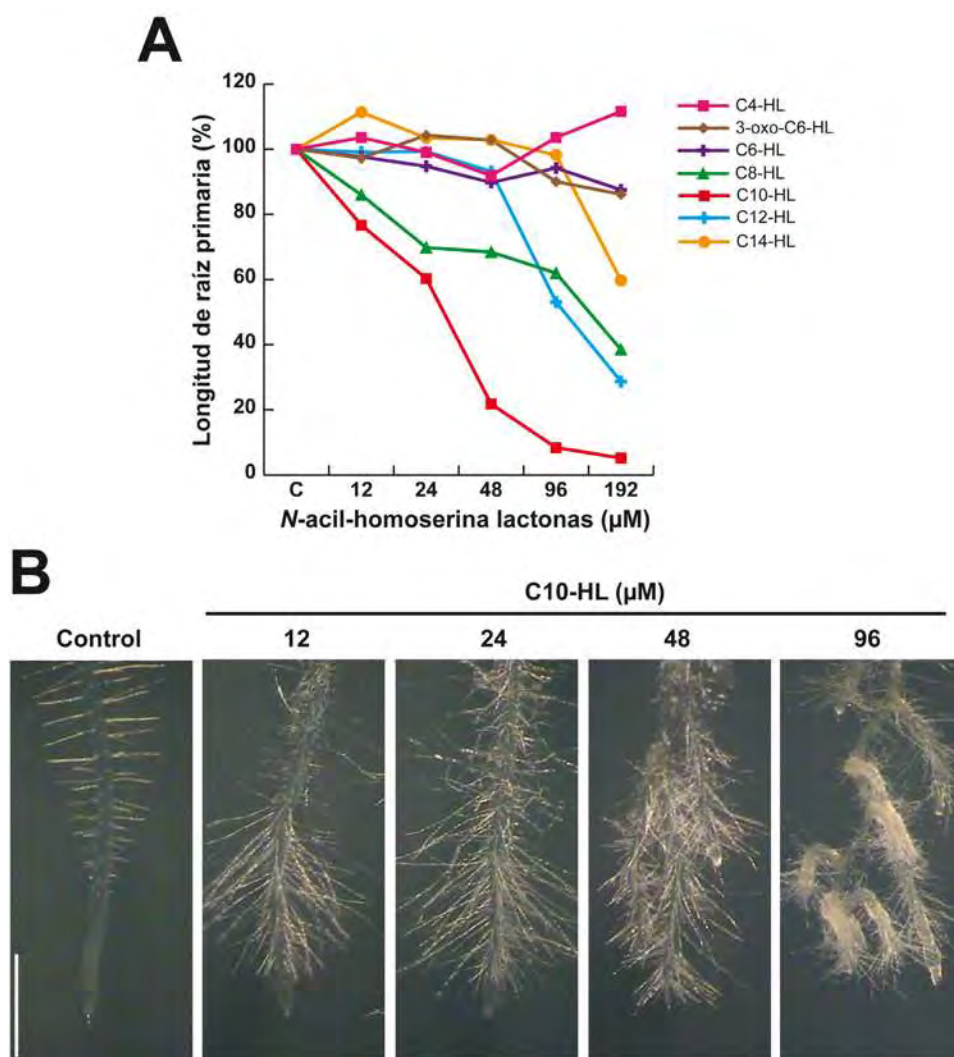 A
120
100
80
60
40
20
0
Longitud de raíz primaria (%)
C 12 24 48 96 192
N-acil-homoserina lactonas (µM)
C4-HL
3-oxo-C6-HL
C6-HL
C8-HL
C10-HL
C12-HL
C14-HL
B
C10-HL (µM)
Control 12 24 48 96